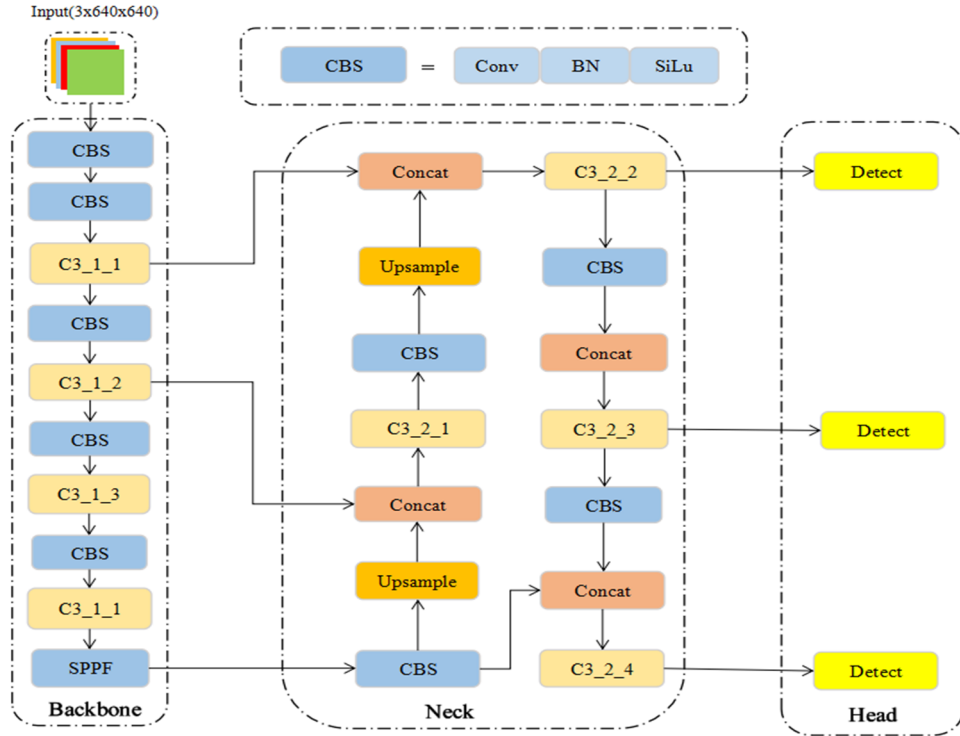 Input(3x640x640)
CBS = Conv BN SiLu
CBS
CBS
C3_1_1
CBS
C3_1_2
CBS
C3_1_3
CBS
C3_1_1
SPPF
Backbone
Concat
Upsample
CBS
C3_2_1
Concat
Upsample
CBS
C3_2_2
CBS
Concat
C3_2_3
CBS
Concat
C3_2_4
Neck
Detect
Detect
Detect
Head